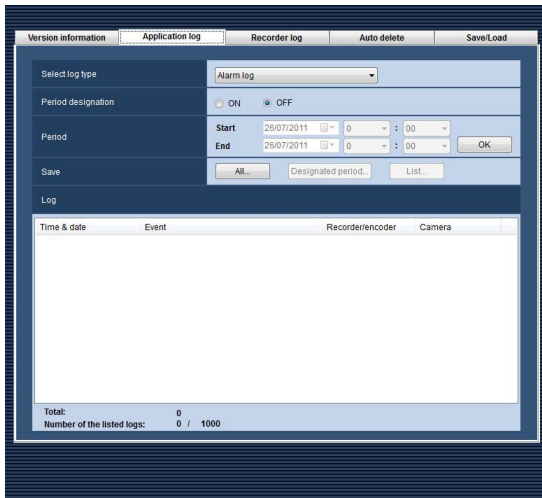 Version information Application log Recorder log Auto delete Save/Load
Select log type Alarm log
Period designation ON OFF
Period Start 26/07/2011 0 : 00
End 26/07/2011 0 : 00 OK
Save All... Designated period... List...
Log
Time & date Event Recorder/encoder Camera
Total: 0
Number of the listed logs: 0 / 1000